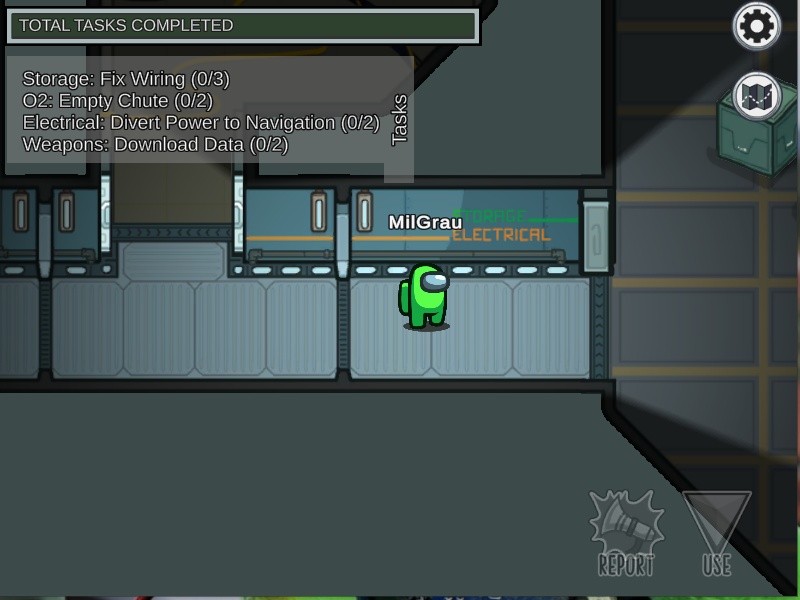 TOTAL TASKS COMPLETED
Storage: Fix Wiring (0/3)
O2: Empty Chute (0/2)
Electrical: Divert Power to Navigation (0/2)
Weapons: Download Data (0/2)
Tasks
MilGrau
STORAGE
ELECTRICAL
REPORT
USE